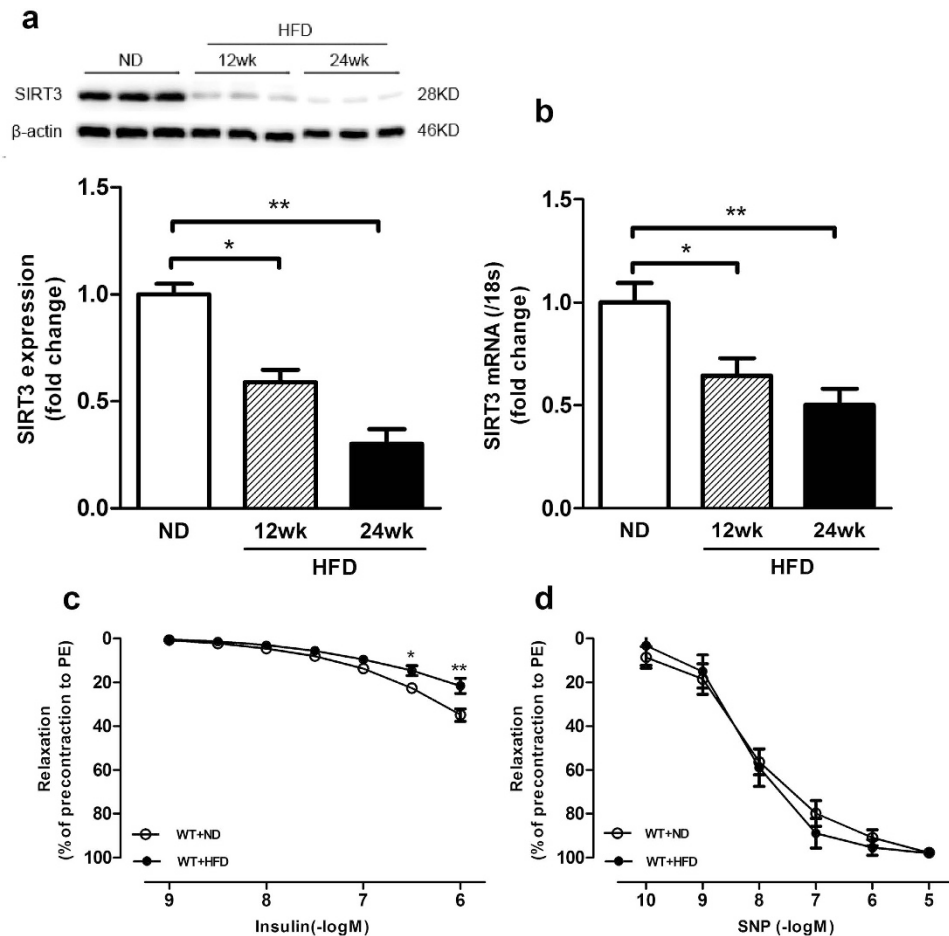 a
HFD
ND 12wk 24wk
SIRT3 28KD
β-actin 46KD
SIRT3 expression
(fold change)
1.5
1.0
0.5
0.0
*
**
ND 12wk 24wk
HFD
b
SIRT3 mRNA (/18s)
(fold change)
1.5
1.0
0.5
0.0
*
**
ND 12wk 24wk
HFD
c
Relaxation
(% of precontraction to PE)
0
20
40
60
80
100
* **
WT+ND
WT+HFD
9 8 7 6
Insulin(-logM)
d
Relaxation
(% of precontraction to PE)
0
20
40
60
80
100
WT+ND
WT+HFD
10 9 8 7 6 5
SNP (-logM)